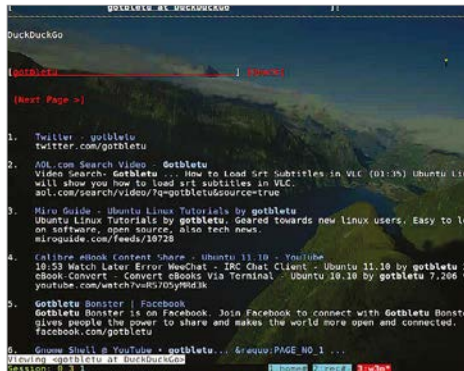 [ gotbletu at DuckDuckGo ]
DuckDuckGo
[gotbletu ] [Search]
[Next Page >]
1. Twitter - gotbletu
twitter.com/gotbletu
2. AOL.com Search Video - Gotbletu
Video Search- Gotbletu ... How to Load Srt Subtitles in VLC (01:35) Ubuntu Li
will show you how to load srt subtitles in VLC.
aol.com/search/video/?q=gotbletu&source=true
3. Miro Guide - Ubuntu Linux Tutorials by gotbletu
Ubuntu Linux Tutorials by gotbletu. Geared towards new linux users. Easy to l
on software, open source, also tech news.
miroguide.com/feeds/10728
4. Calibre eBook Content Share - Ubuntu 11.10 - YouTube
10:53 Watch Later Error WeeChat - IRC Chat Client - Ubuntu 11.10 by gotbletu
eBook-Convert - Convert eBooks Via Terminal - Ubuntu 10.10 by gotbletu 7,206
youtube.com/watch?v=RS7O5yMRd3k
5. Gotbletu Bonster | Facebook
Gotbletu Bonster is on Facebook. Join Facebook to connect with Gotbletu Bonst
gives people the power to share and makes the world more open and connected.
facebook.com/gotbletu
6. Gnome Shell @ YouTube • gotbletu... &raquo;PAGE_NO_1 ...
Viewing <gotbletu at DuckDuckGo>
Session: 0 3 1 1 home# 2 rec#- 3:w3m*